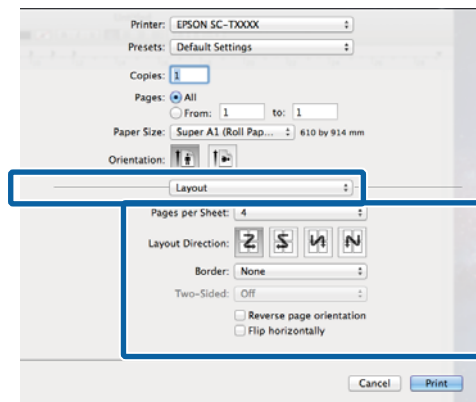 Printer: EPSON SC-TXXXX
Presets: Default Settings
Copies: 1
Pages: All
From: 1 to: 1
Paper Size: Super A1 (Roll Pap... 610 by 914 mm
Orientation:
Layout
Pages per Sheet: 4
Layout Direction:
Border: None
Two-Sided: Off
Reverse page orientation
Flip horizontally
Cancel Print